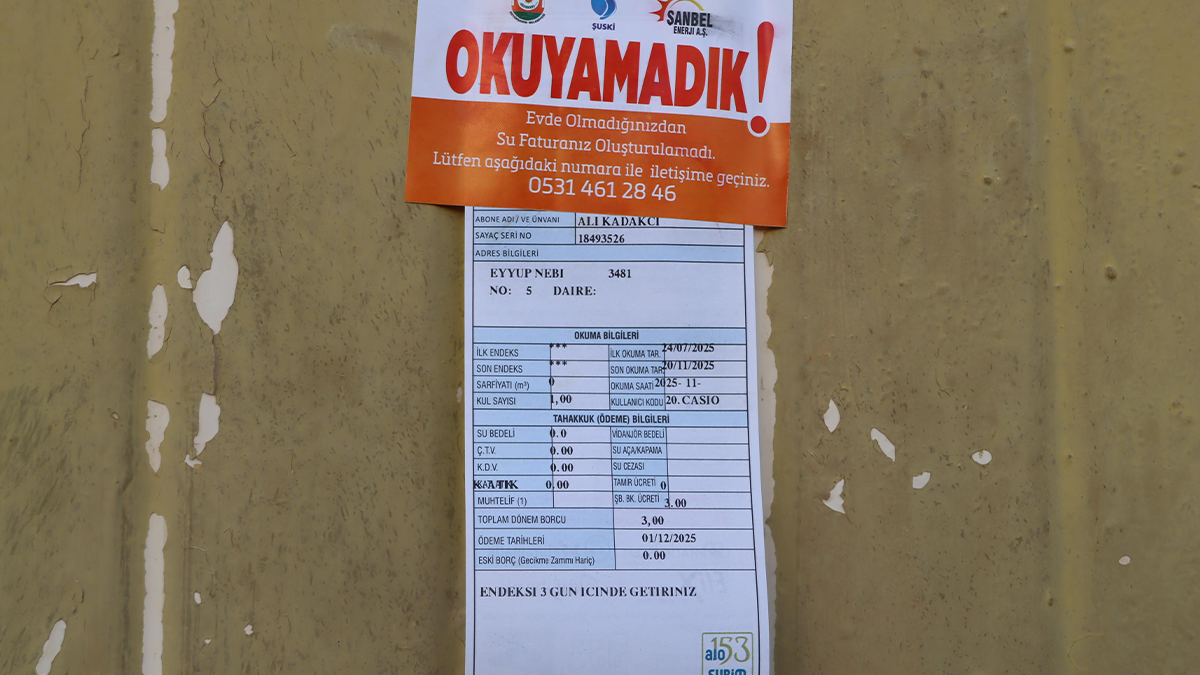 ŞUSKİ
SANBEL
ENERJİ A.Ş.
OKUYAMADIK!
Evde Olmadığınızdan
Su Faturanız Oluşturulamadı.
Lütfen aşağıdaki numara ile iletişime geçiniz.
0531 461 28 46
ABONE ADI / VE ÜNVANI ALI KADAKCI
SAYAÇ SERİ NO 18493526
ADRES BİLGİLERİ
EYYUP NEBI 3481
NO: 5 DAIRE:
OKUMA BİLGİLERİ
İLK ENDEKS *** İLK OKUMA TAR. 24/07/2025
SON ENDEKS *** SON OKUMA TAR. 20/11/2025
SARFİYATI (m³) 0 OKUMA SAATİ 2025- 11-
KUL SAYISI 1,00 KULLANICI KODU 20. CASIO
TAHAKKUK (ÖDEME) BİLGİLERİ
SU BEDELİ 0.0 VİDANJÖR BEDELİ
Ç.T.V. 0.00 SU AÇA/KAPAMA
K.D.V. 0.00 SU CEZASI
K.ATIK 0.00 TAMİR ÜCRETİ 0
MUHTELİF (1) ŞB. BK. ÜCRETİ 3.00
TOPLAM DÖNEM BORCU 3,00
ÖDEME TARİHLERİ 01/12/2025
ESKİ BORÇ (Gecikme Zammı Hariç) 0.00
ENDEKSI 3 GUN ICINDE GETIRINIZ
alo 153